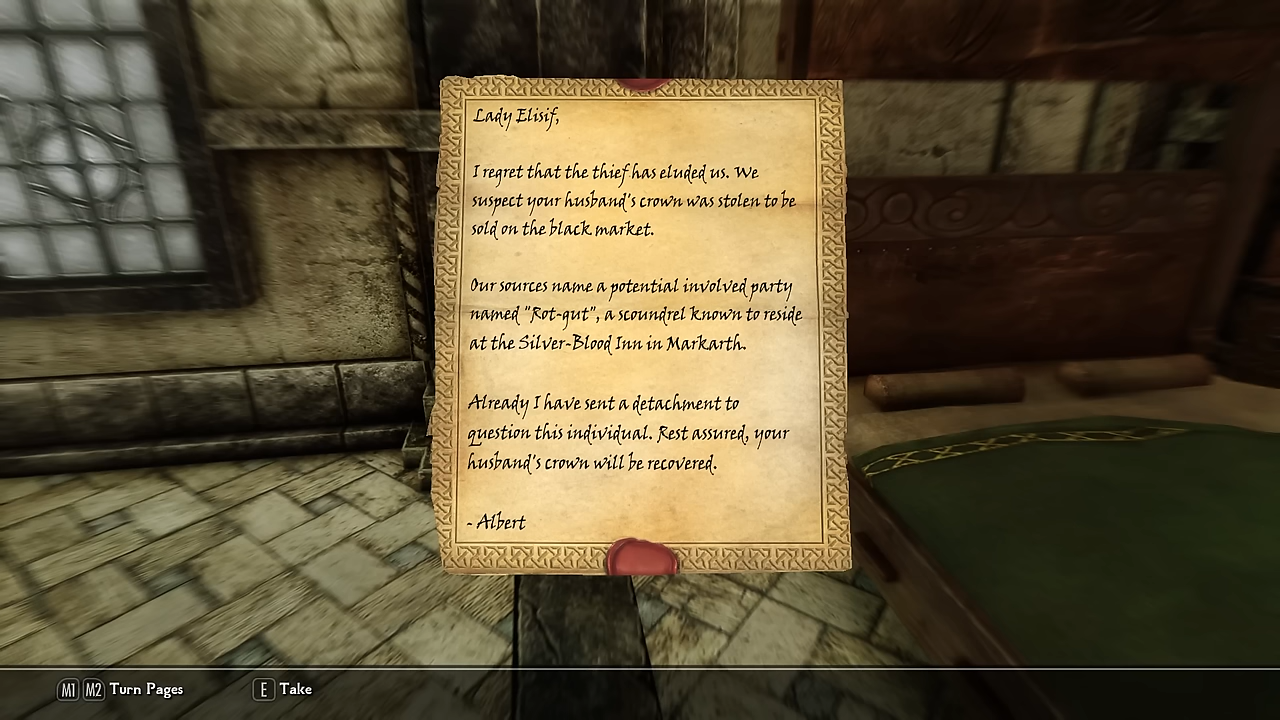 Lady Elisif,
I regret that the thief has eluded us. We
suspect your husband's crown was stolen to be
sold on the black market.
Our sources name a potential involved party
named "Rot-gut", a scoundrel known to reside
at the Silver-Blood Inn in Markarth.
Already I have sent a detachment to
question this individual. Rest assured, your
husband's crown will be recovered.
- Albert
M1 M2 Turn Pages E Take